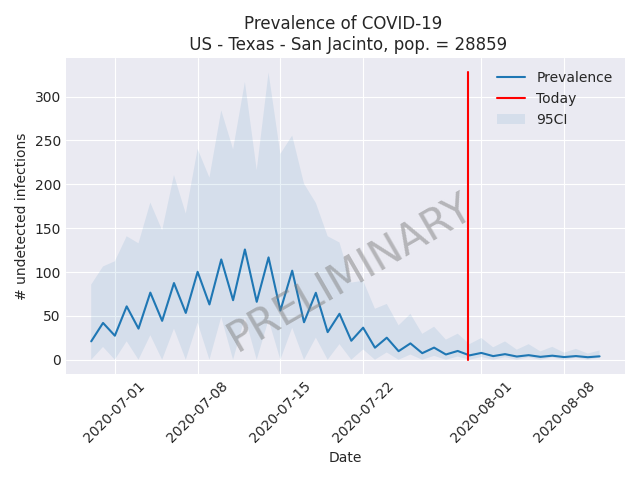 Prevalence of COVID-19
US - Texas - San Jacinto, pop. = 28859
# undetected infections
300
250
200
150
100
50
0
Prevalence
Today
95CI
PRELIMINARY
2020-07-01
2020-07-08
2020-07-15
2020-07-22
2020-08-01
2020-08-08
Date